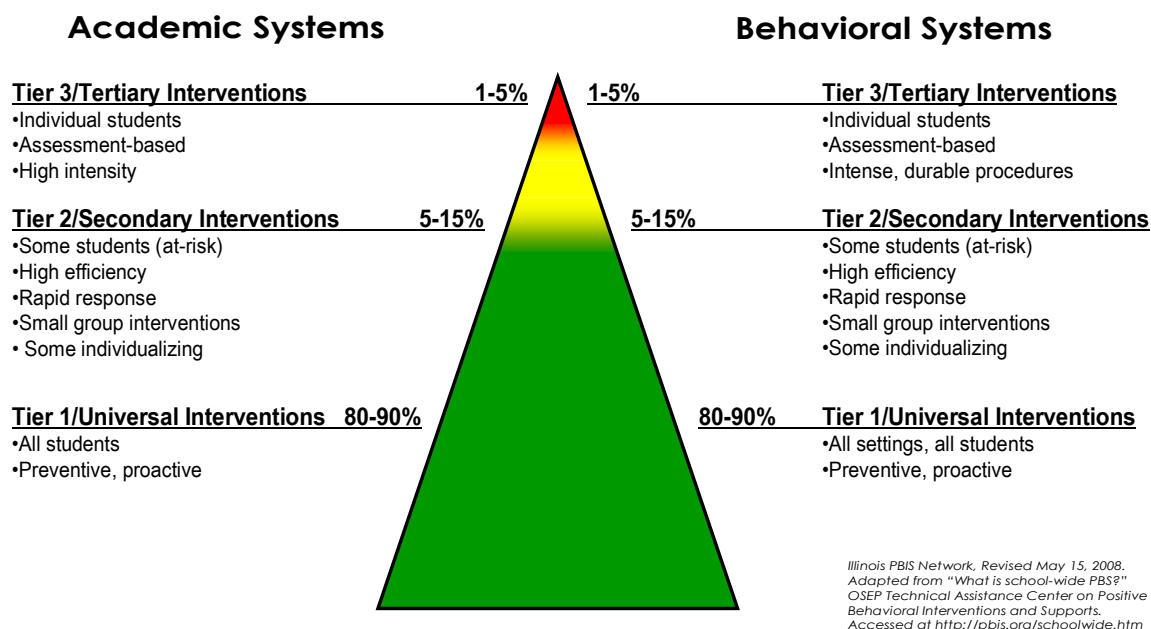 Academic Systems
Behavioral Systems
Tier 3/Tertiary Interventions 1-5%
•Individual students
•Assessment-based
•High intensity
1-5% Tier 3/Tertiary Interventions
•Individual students
•Assessment-based
•Intense, durable procedures
Tier 2/Secondary Interventions 5-15%
•Some students (at-risk)
•High efficiency
•Rapid response
•Small group interventions
• Some individualizing
5-15% Tier 2/Secondary Interventions
•Some students (at-risk)
•High efficiency
•Rapid response
•Small group interventions
•Some individualizing
Tier 1/Universal Interventions 80-90%
•All students
•Preventive, proactive
80-90% Tier 1/Universal Interventions
•All settings, all students
•Preventive, proactive
Illinois PBIS Network, Revised May 15, 2008.
Adapted from “What is school-wide PBS?”
OSEP Technical Assistance Center on Positive
Behavioral Interventions and Supports.
Accessed at http://pbis.org/schoolwide.htm